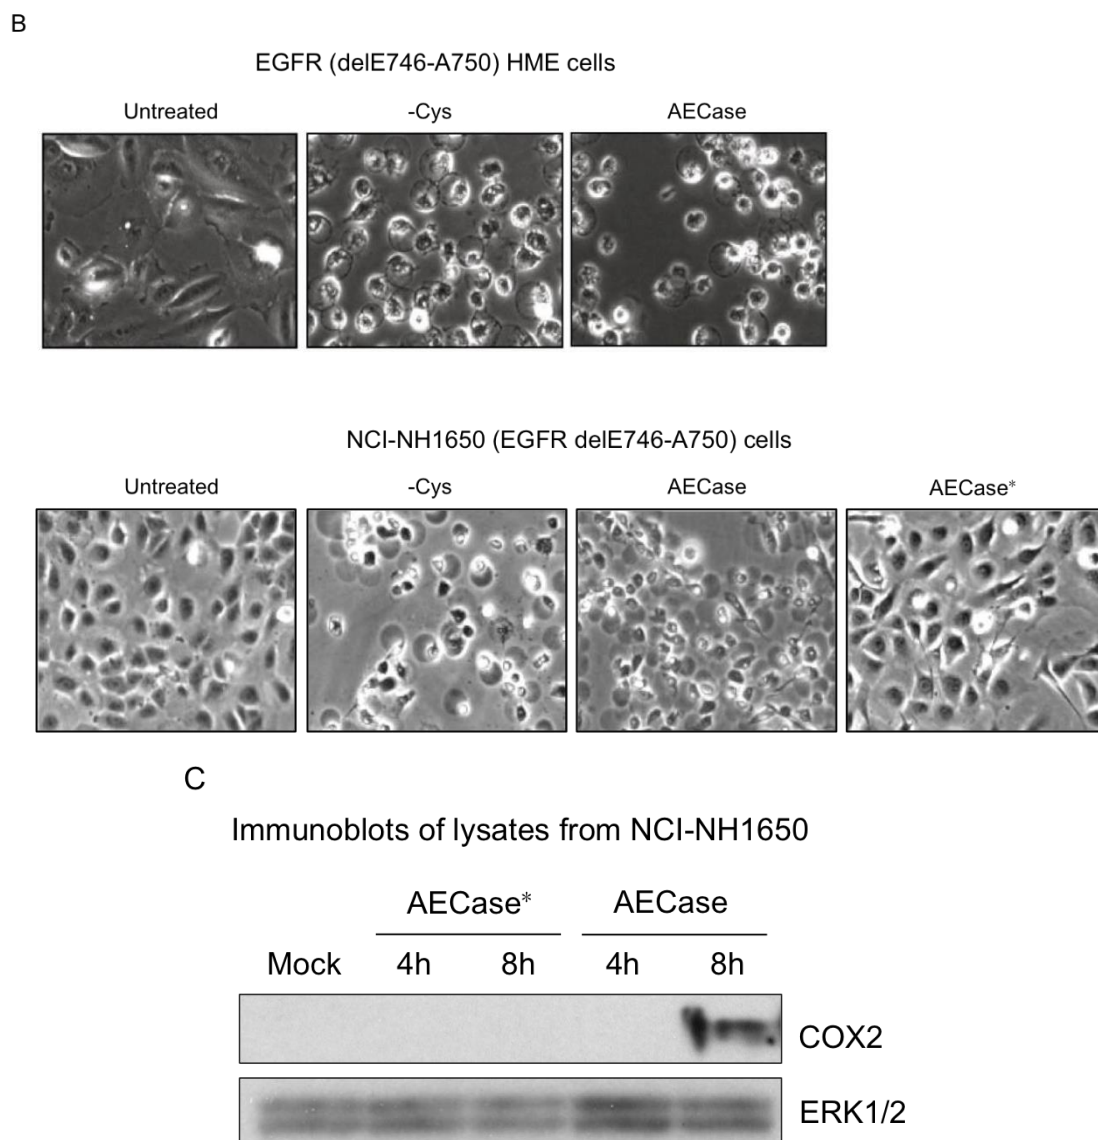 B
EGFR (delE746-A750) HME cells
Untreated -Cys AECase
NCI-NH1650 (EGFR delE746-A750) cells
Untreated -Cys AECase AECase*
C
Immunoblots of lysates from NCI-NH1650
AECase* AECase
Mock 4h 8h 4h 8h
COX2
ERK1/2